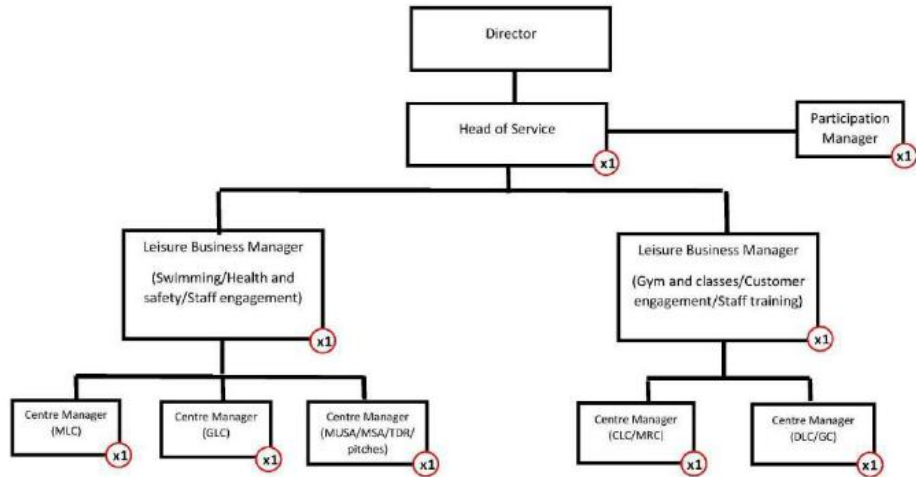 Director
Head of Service
x1
Participation
Manager
x1
Leisure Business Manager
(Swimming/Health and
safety/Staff engagement)
x1
Leisure Business Manager
(Gym and classes/Customer
engagement/Staff training)
x1
Centre Manager
(MLC)
x1
Centre Manager
(GLC)
x1
Centre Manager
(MUSA/MSA/TDR/
pitches)
x1
Centre Manager
(CLC/MRC)
x1
Centre Manager
(DLC/GC)
x1